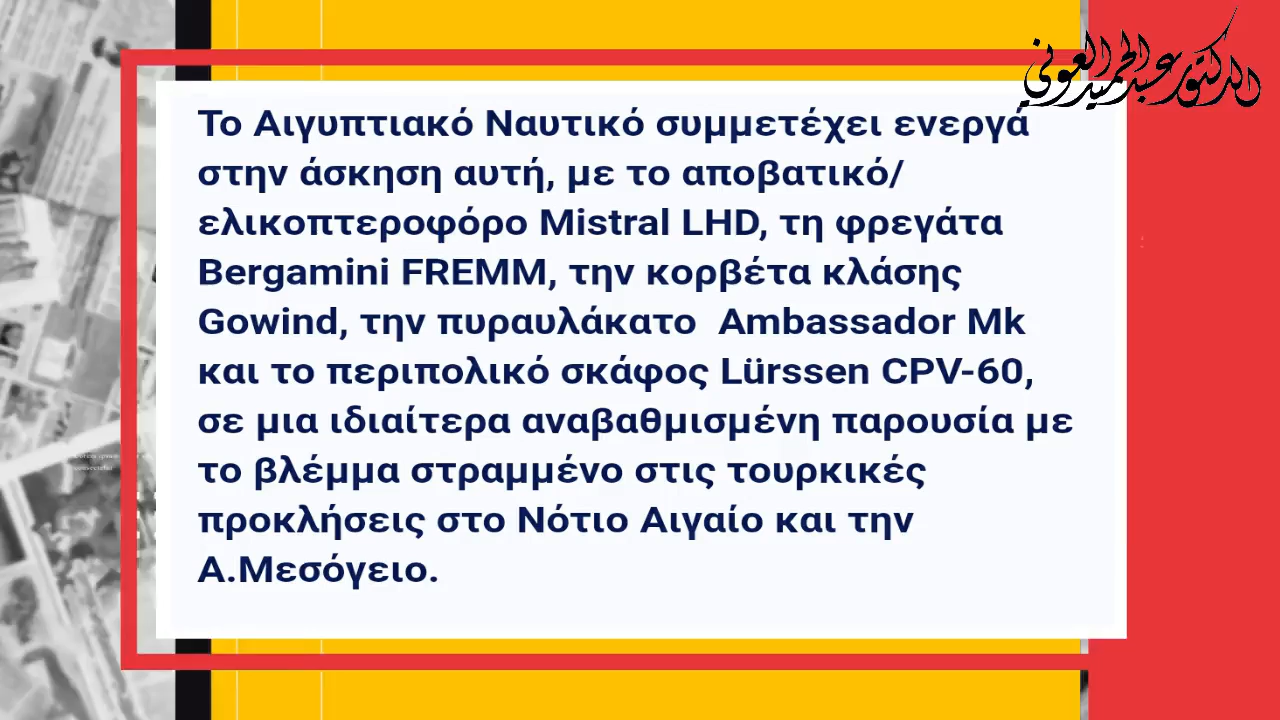 الدكتور عبد الحميد العوني
Το Αιγυπτιακό Ναυτικό συμμετέχει ενεργά
στην άσκηση αυτή, με το αποβατικό/
ελικοπτεροφόρο Mistral LHD, τη φρεγάτα
Bergamini FREMM, την κορβέτα κλάσης
Gowind, την πυραυλάκατο Ambassador Mk
και το περιπολικό σκάφος Lürssen CPV-60,
σε μια ιδιαίτερα αναβαθμισμένη παρουσία με
το βλέμμα στραμμένο στις τουρκικές
προκλήσεις στο Νότιο Αιγαίο και την
Α.Μεσόγειο.